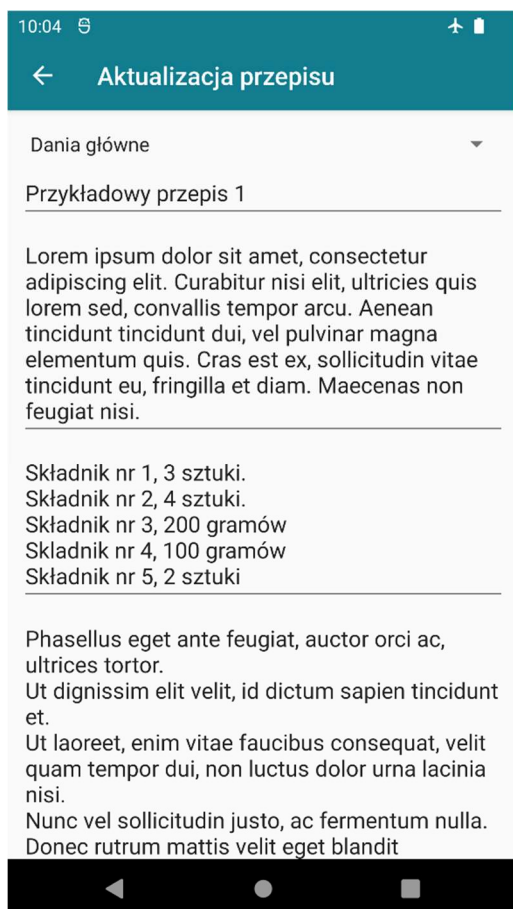 10:04
Aktualizacja przepisu
Dania główne
Przykładowy przepis 1
Lorem ipsum dolor sit amet, consectetur
adipiscing elit. Curabitur nisi elit, ultricies quis
lorem sed, convallis tempor arcu. Aenean
tincidunt tincidunt dui, vel pulvinar magna
elementum quis. Cras est ex, sollicitudin vitae
tincidunt eu, fringilla et diam. Maecenas non
feugiat nisi.
Składnik nr 1, 3 sztuki.
Składnik nr 2, 4 sztuki.
Składnik nr 3, 200 gramów
Skladnik nr 4, 100 gramów
Składnik nr 5, 2 sztuki
Phasellus eget ante feugiat, auctor orci ac,
ultrices tortor.
Ut dignissim elit velit, id dictum sapien tincidunt
et.
Ut laoreet, enim vitae faucibus consequat, velit
quam tempor dui, non luctus dolor urna lacinia
nisi.
Nunc vel sollicitudin justo, ac fermentum nulla.
Donec rutrum mattis velit eget blandit